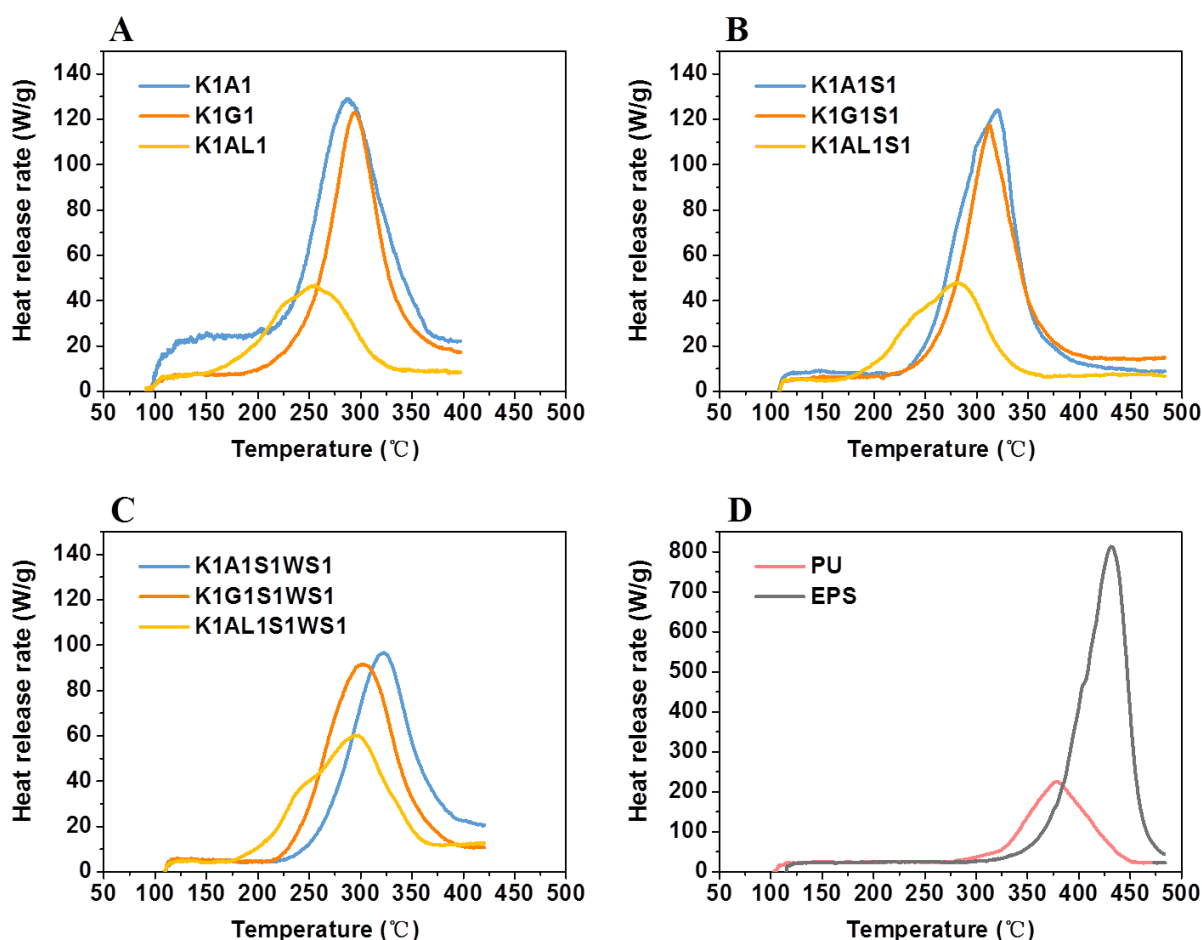 A
Heat release rate (W/g)
140
120
100
80
60
40
20
0
K1A1
K1G1
K1AL1
50 100 150 200 250 300 350 400 450 500
Temperature (℃)
B
Heat release rate (W/g)
140
120
100
80
60
40
20
0
K1A1S1
K1G1S1
K1AL1S1
50 100 150 200 250 300 350 400 450 500
Temperature (℃)
C
Heat release rate (W/g)
140
120
100
80
60
40
20
0
K1A1S1WS1
K1G1S1WS1
K1AL1S1WS1
50 100 150 200 250 300 350 400 450 500
Temperature (℃)
D
Heat release rate (W/g)
800
700
600
500
400
300
200
100
0
PU
EPS
50 100 150 200 250 300 350 400 450 500
Temperature (℃)